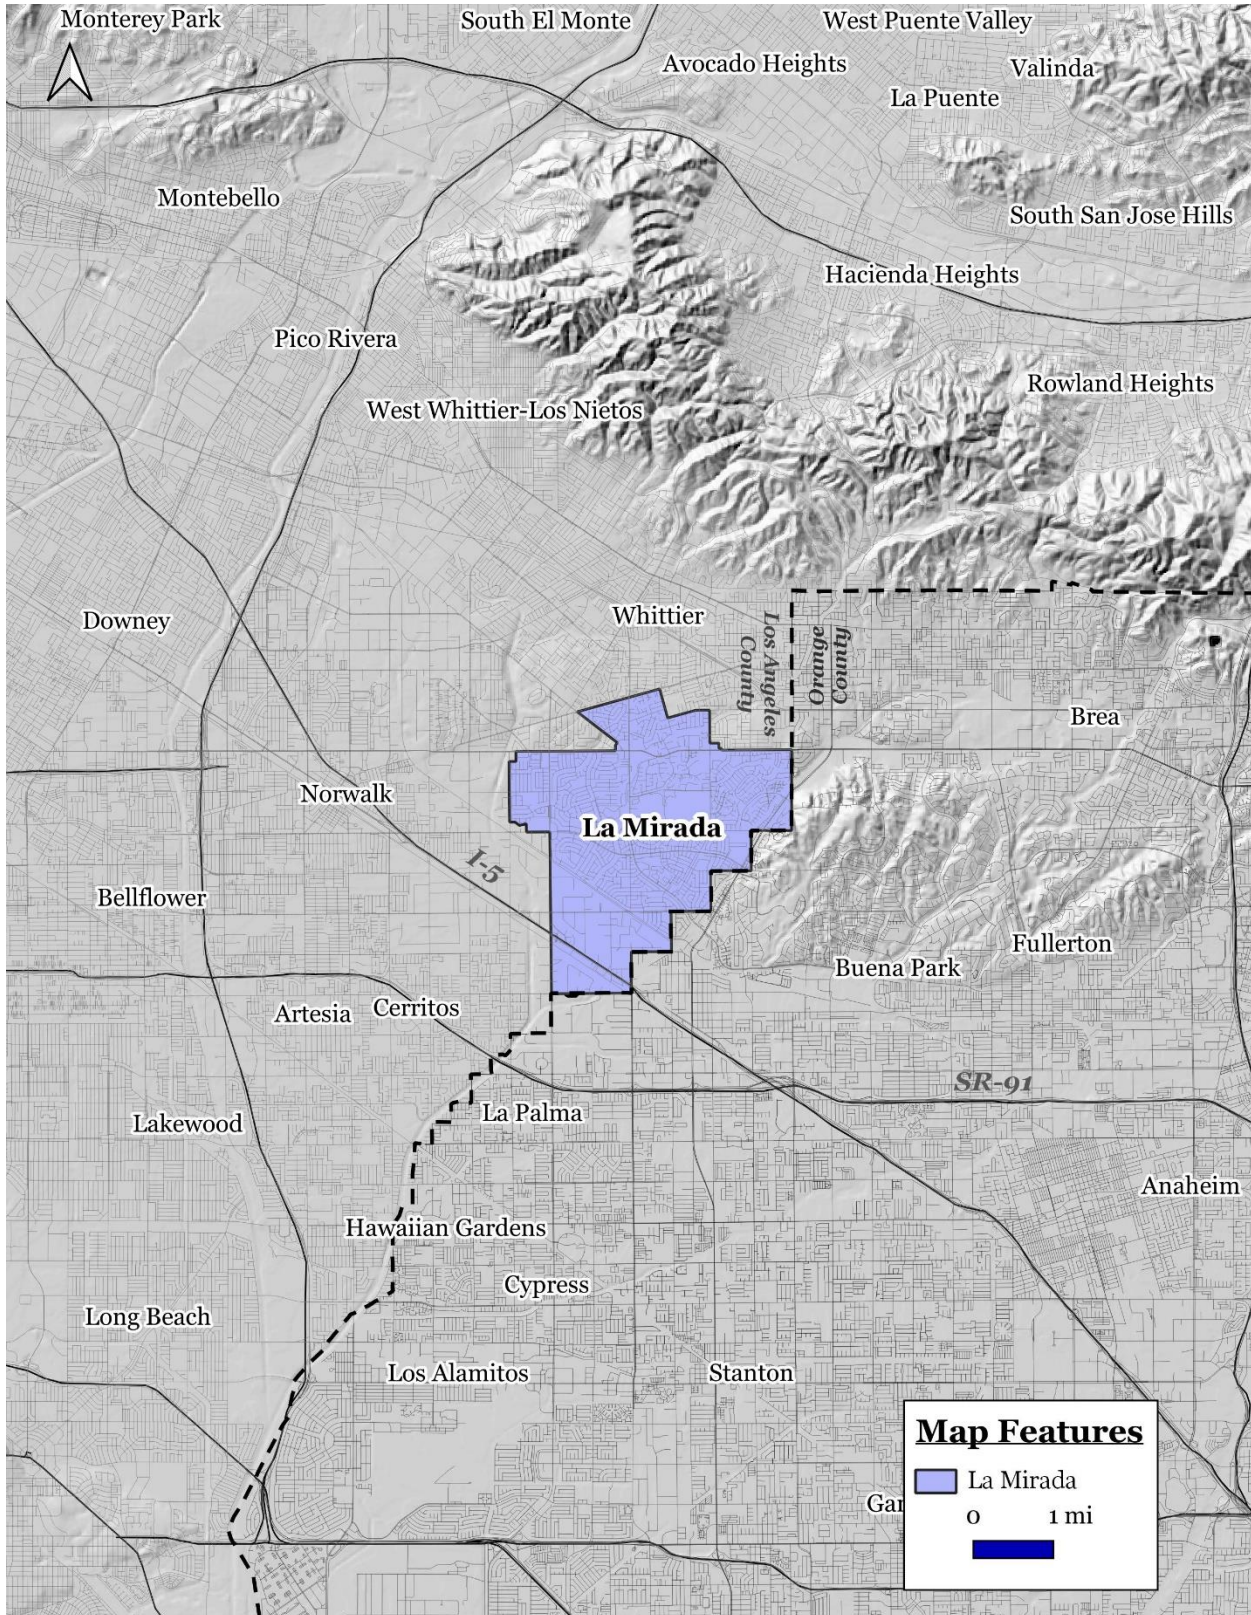 Monterey Park
South El Monte
West Puente Valley
Avocado Heights
Valinda
La Puente
Montebello
South San Jose Hills
Hacienda Heights
Pico Rivera
Rowland Heights
West Whittier-Los Nietos
Downey
Whittier
Los Angeles
County
Orange
County
Brea
Norwalk
La Mirada
I-5
Bellflower
Fullerton
Buena Park
Artesia
Cerritos
SR-91
La Palma
Lakewood
Anaheim
Hawaiian Gardens
Cypress
Long Beach
Los Alamitos
Stanton
Gar
Map Features
La Mirada
0 1 mi